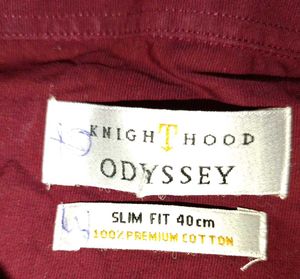 KNIGHTHOOD
ODYSSEY
SLIM FIT 40cm
100% PREMIUM COTTON